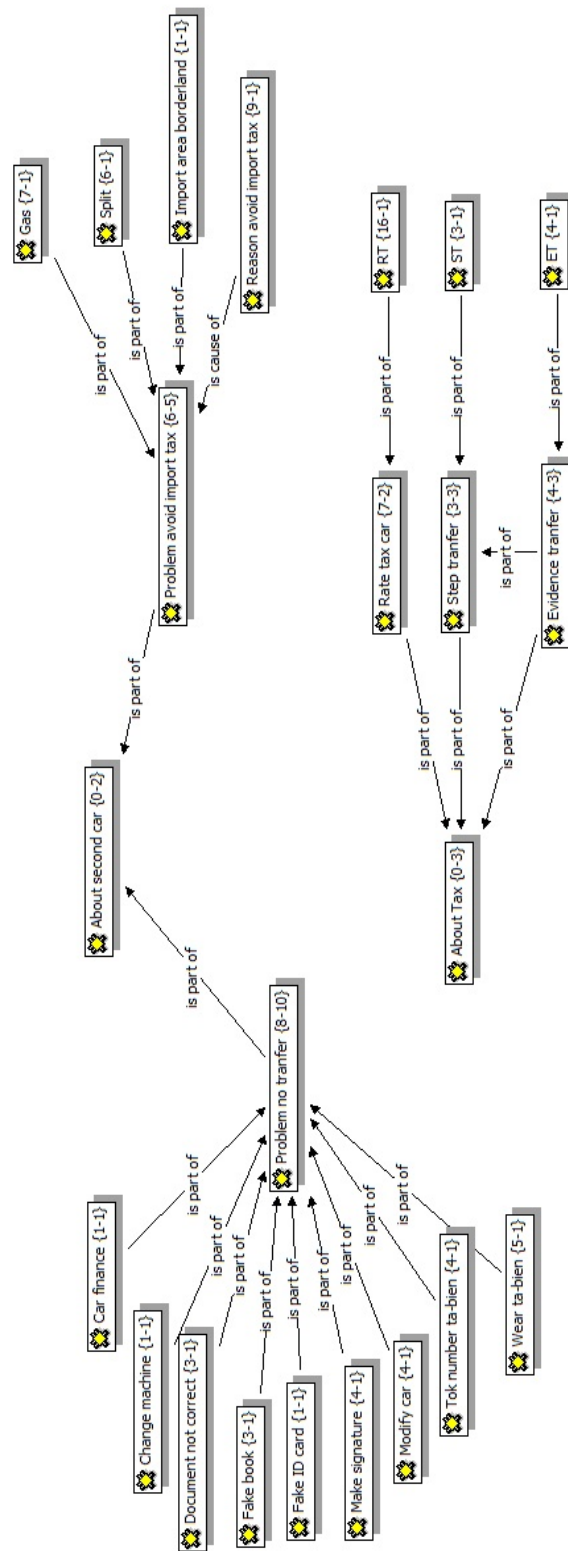 Car finance {1-1}
Change machine {1-1}
Document not correct {3-1}
Fake book {3-1}
Fake ID card {1-1}
Make signature {4-1}
Modify car {4-1}
Tok number ta-bien {4-1}
Wear ta-bien {5-1}
is part of
is part of
is part of
is part of
is part of
is part of
is part of
is part of
is part of
Problem no tranfer {8-10}
is part of
About second car {0-2}
is part of
Problem avoid import tax {6-5}
is part of
is part of
is part of
is cause of
Gas {7-1}
Split {6-1}
Import area borderland {1-1}
Reason avoid import tax {9-1}
About Tax {0-3}
is part of
is part of
is part of
Rate tax car {7-2}
Step tranfer {3-3}
is part of
Evidence tranfer {4-3}
is part of
is part of
is part of
RT {16-1}
ST {3-1}
ET {4-1}